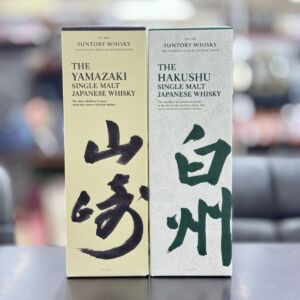 SUNTORY WHISKY
THE
YAMAZAKI
SINGLE MALT
JAPANESE WHISKY
山崎
SUNTORY WHISKY
THE
HAKUSHU
SINGLE MALT
JAPANESE WHISKY
白州